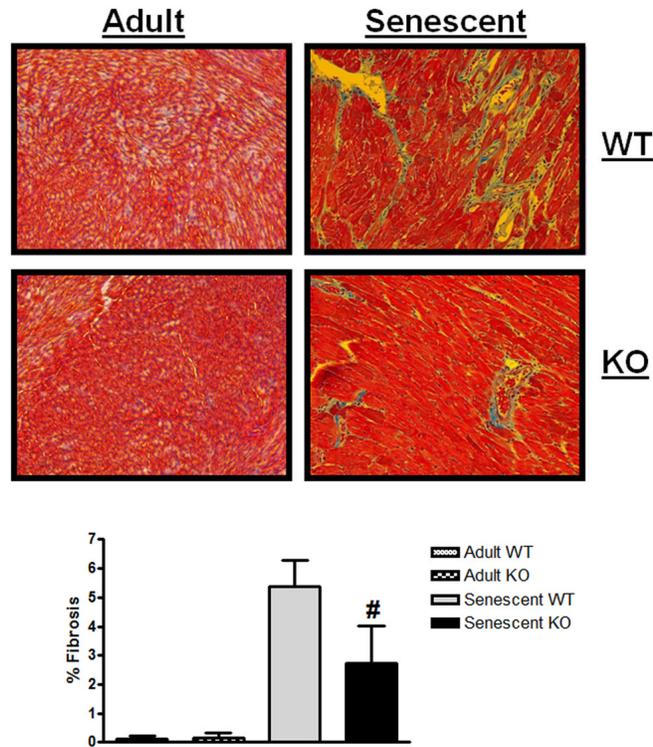 Adult Senescent
WT
KO
7
6
5
4
3
2
1
0
% Fibrosis
#
Adult WT
Adult KO
Senescent WT
Senescent KO